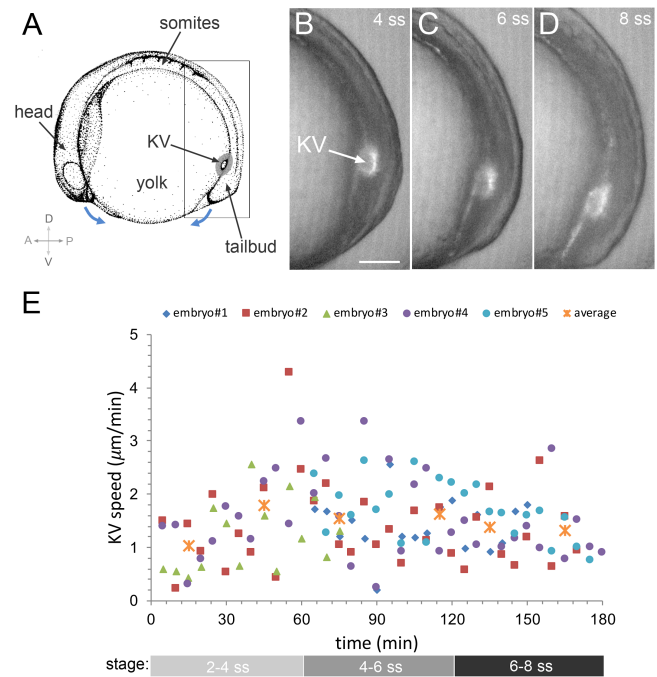 A
somites
head
KV
yolk
tailbud
D
A P
V
B 4 ss
KV
C 6 ss
D 8 ss
E
embryo#1 embryo#2 embryo#3 embryo#4 embryo#5 average
KV speed (μm/min)
5
4
3
2
1
0
0 30 60 90 120 150 180
time (min)
stage: 2-4 ss 4-6 ss 6-8 ss